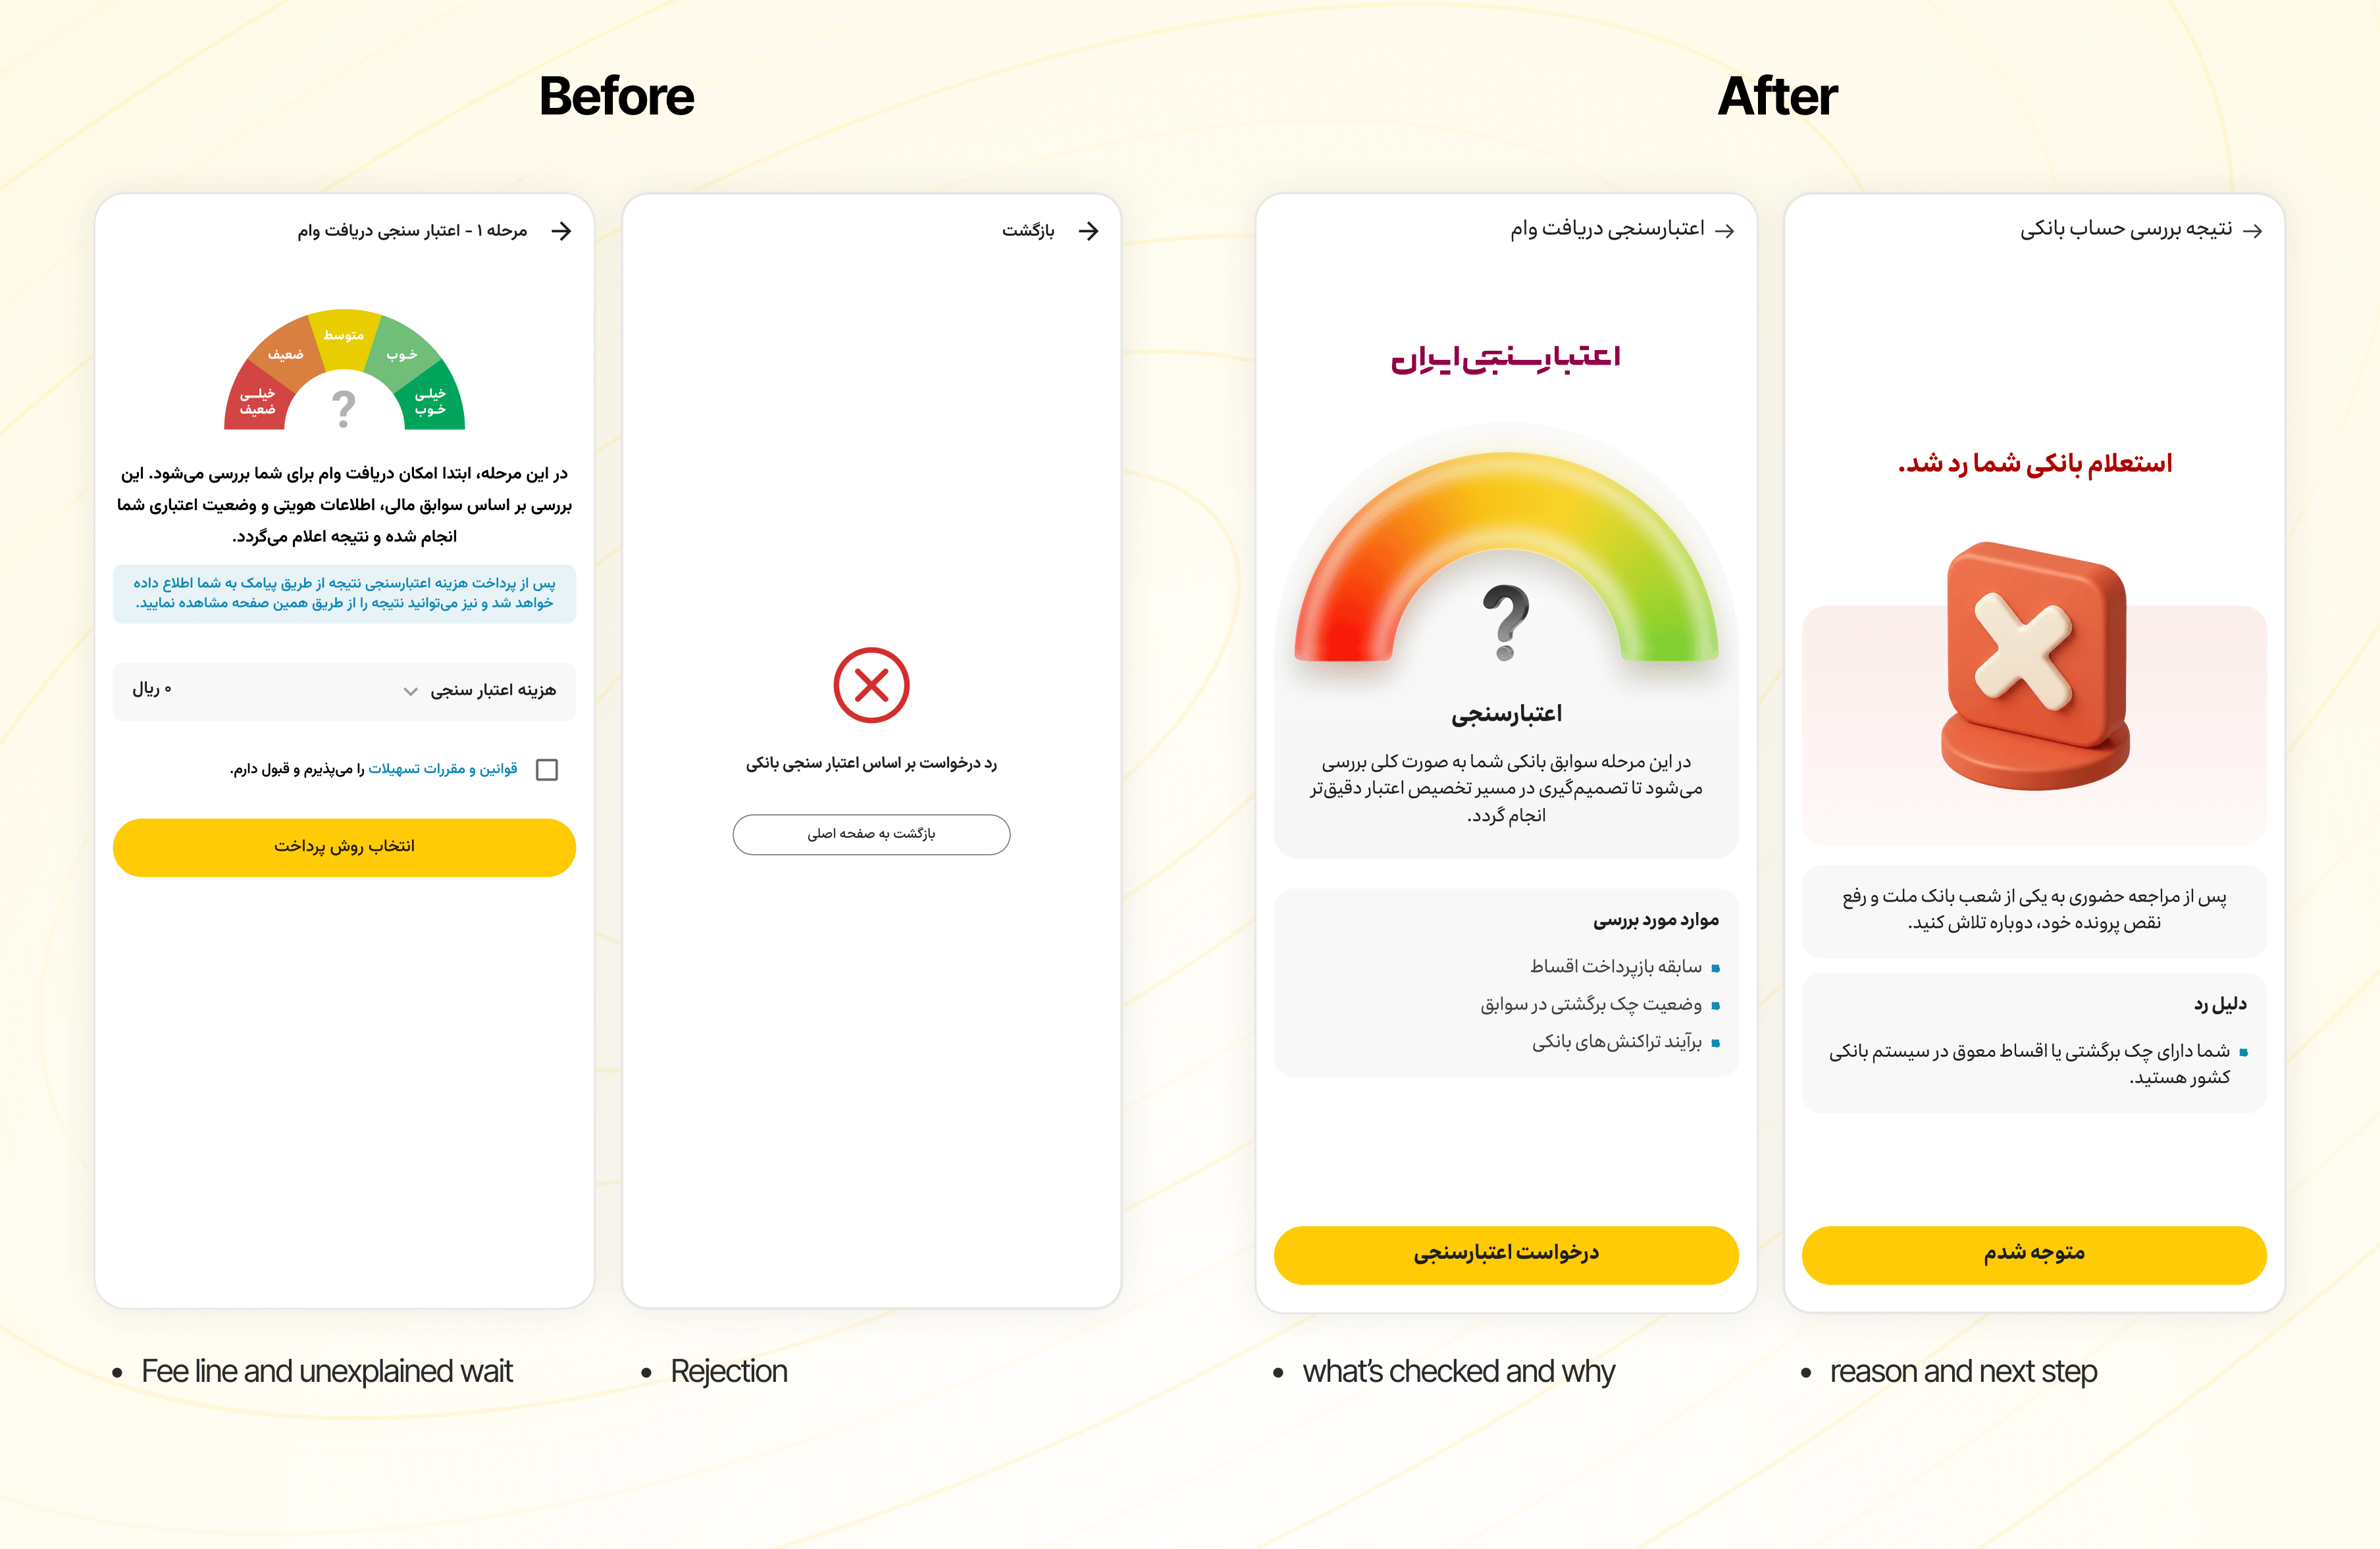 Before
After
مرحله ۱ - اعتبار سنجی دریافت وام
متوسط
ضعیف
خوب
خیلی
ضعیف
خیلی
خوب
?
در این مرحله، ابتدا امکان دریافت وام برای شما بررسی می‌شود. این
بررسی بر اساس سوابق مالی، اطلاعات هویتی و وضعیت اعتباری شما
انجام شده و نتیجه اعلام می‌گردد.
پس از پرداخت هزینه اعتبارسنجی نتیجه از طریق پیامک به شما اطلاع داده
خواهد شد و نیز می‌توانید نتیجه را از طریق همین صفحه مشاهده نمایید.
هزینه اعتبار سنجی
۰ ریال
قوانین و مقررات تسهیلات را می‌پذیرم و قبول دارم.
انتخاب روش پرداخت
بازگشت
رد درخواست بر اساس اعتبار سنجی بانکی
بازگشت به صفحه اصلی
اعتبارسنجی دریافت وام
اعتبارسنجی ایران
?
اعتبارسنجی
در این مرحله سوابق بانکی شما به صورت کلی بررسی
می‌شود تا تصمیم‌گیری در مسیر تخصیص اعتبار دقیق‌تر
انجام گردد.
موارد مورد بررسی
سابقه بازپرداخت اقساط
وضعیت چک برگشتی در سوابق
برآیند تراکنش‌های بانکی
درخواست اعتبارسنجی
نتیجه بررسی حساب بانکی
استعلام بانکی شما رد شد.
پس از مراجعه حضوری به یکی از شعب بانک ملت و رفع
نقص پرونده خود، دوباره تلاش کنید.
دلیل رد
شما دارای چک برگشتی یا اقساط معوق در سیستم بانکی
کشور هستید.
متوجه شدم
• Fee line and unexplained wait
• Rejection
• what’s checked and why
• reason and next step